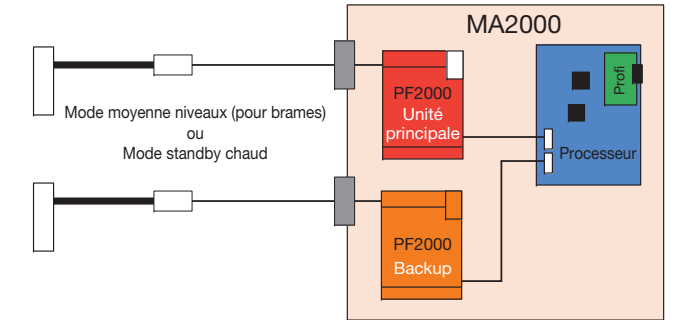 MA2000
PF2000
Unité
principale
Profi
Processeur
Mode moyenne niveaux (pour brames)
ou
Mode standby chaud
PF2000
Backup